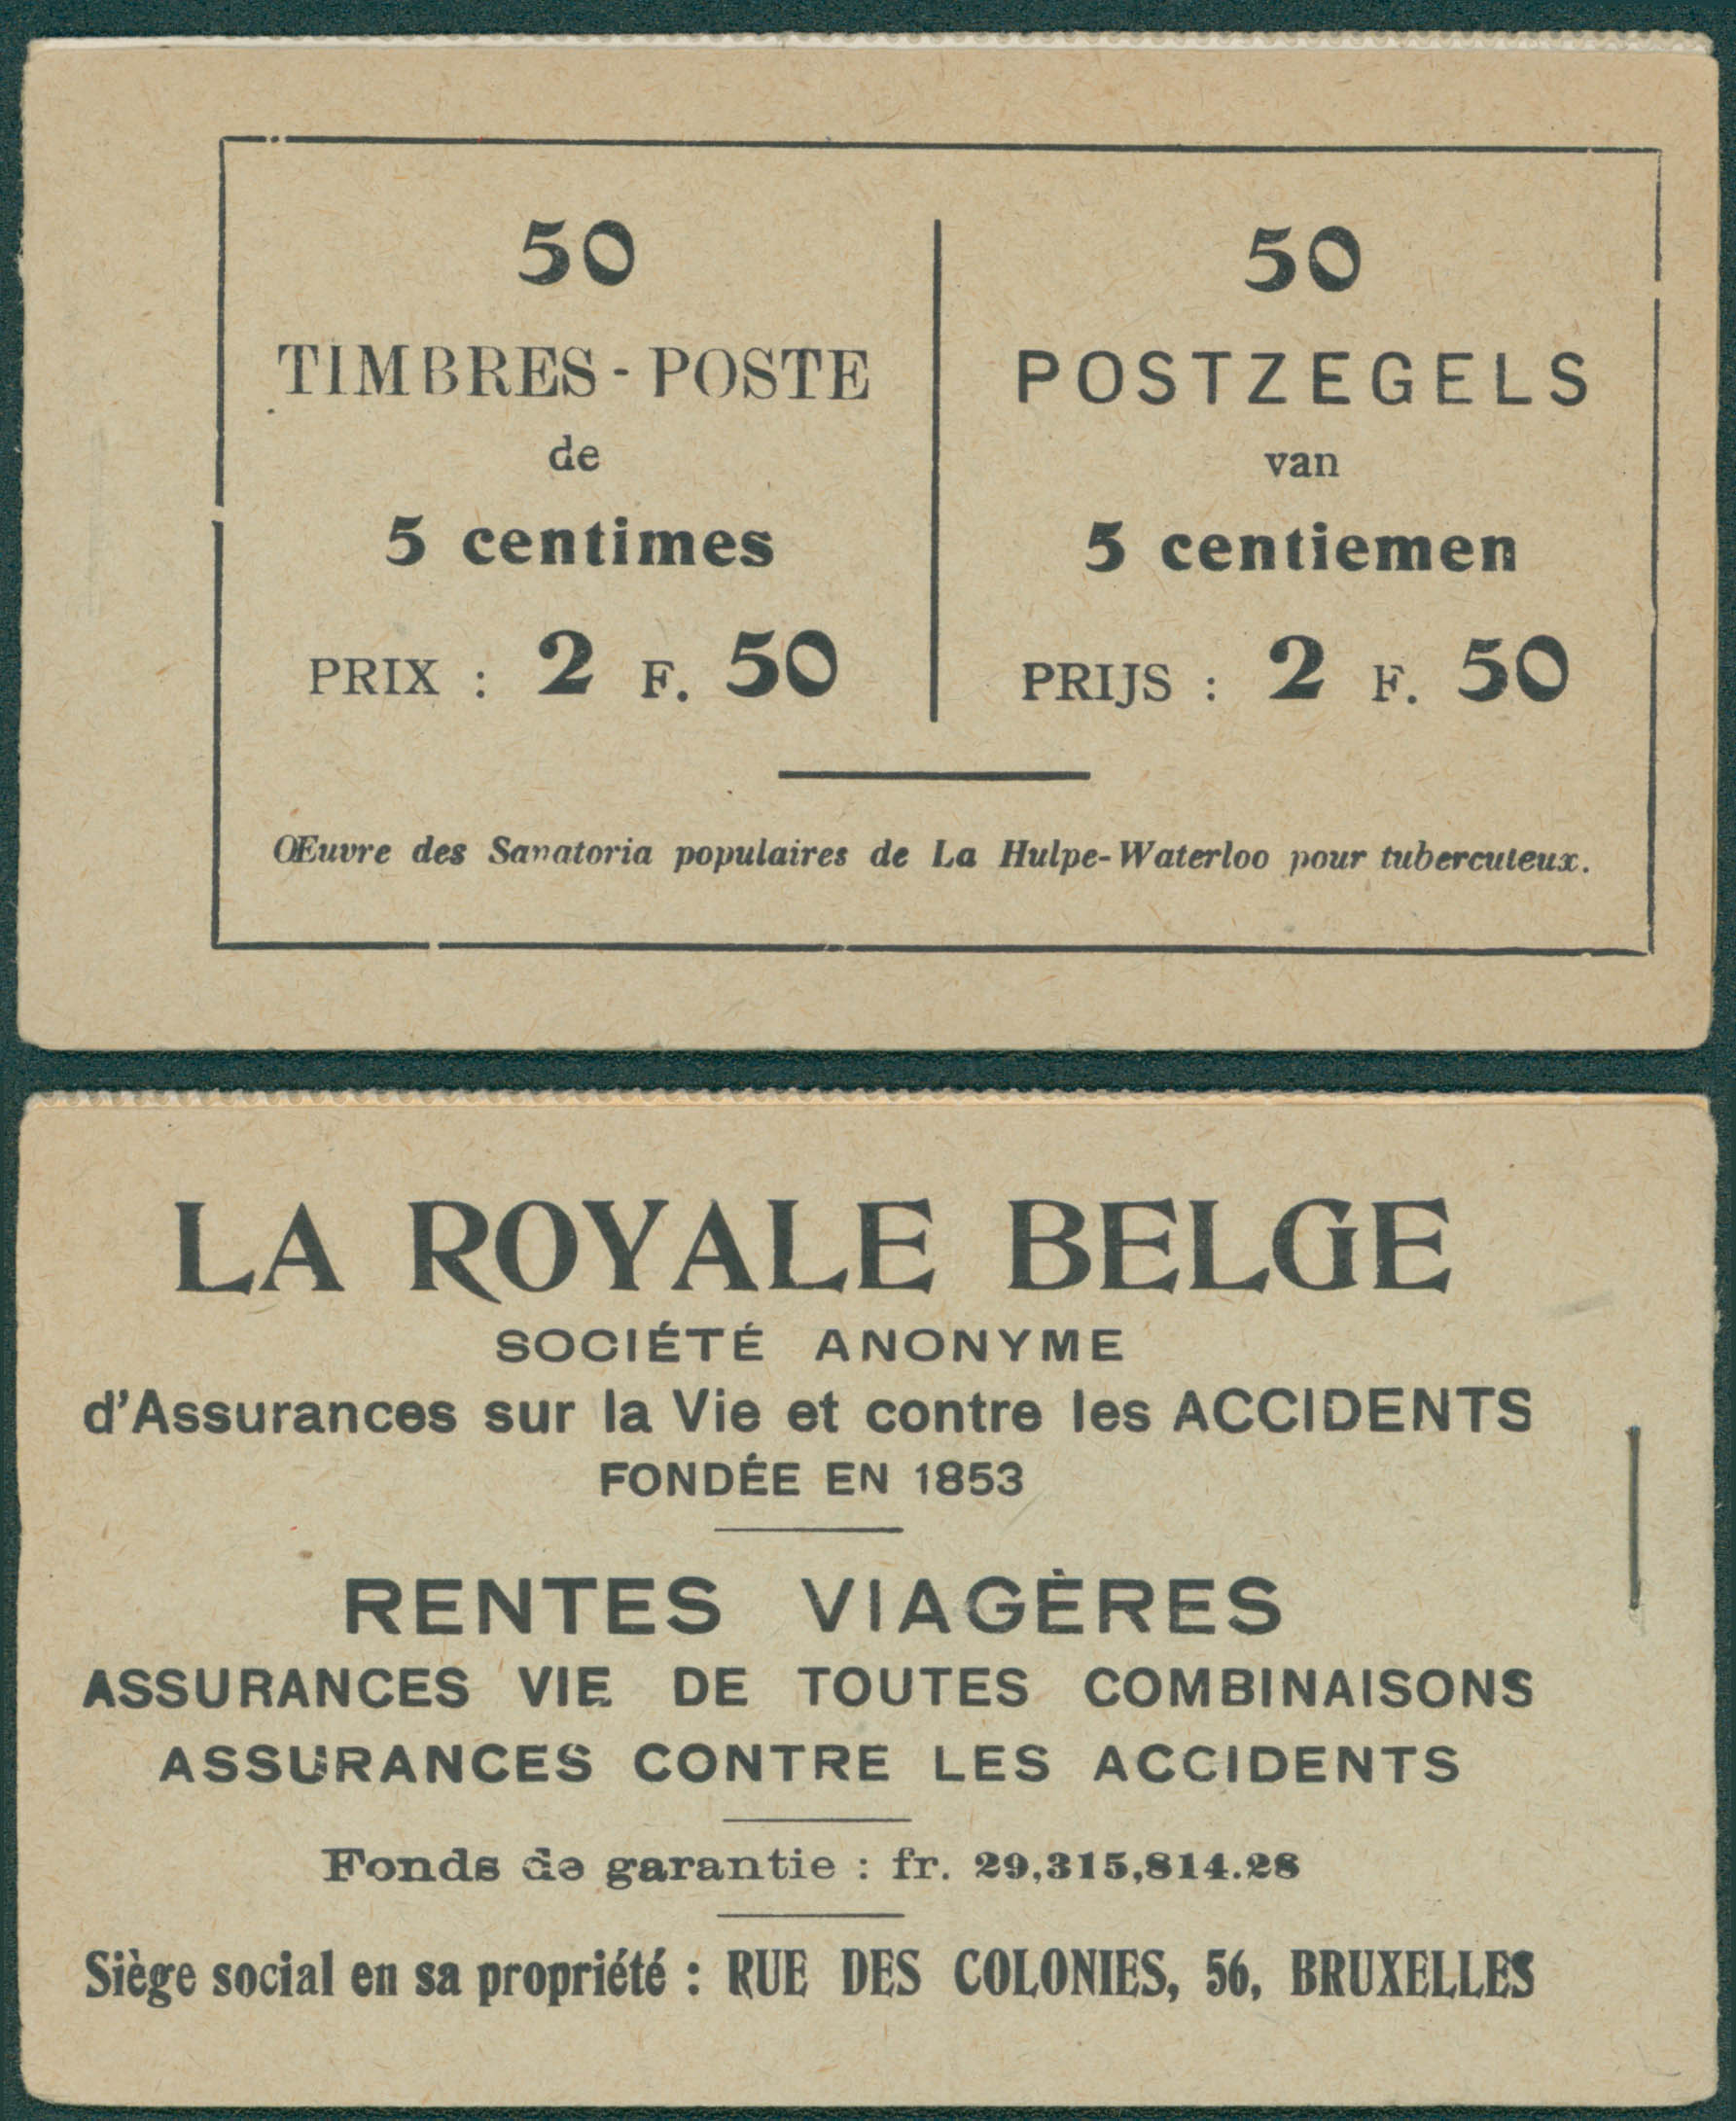 50
TIMBRES-POSTE
de
5 centimes
PRIX : 2 F. 50
50
POSTZEGELS
van
5 centiemen
PRIJS : 2 F. 50
Œuvre des Sanatoria populaires de La Hulpe-Waterloo pour tuberculeux.
LA ROYALE BELGE
SOCIÉTÉ ANONYME
d'Assurances sur la Vie et contre les ACCIDENTS
FONDÉE EN 1853
RENTES VIAGÈRES
ASSURANCES VIE DE TOUTES COMBINAISONS
ASSURANCES CONTRE LES ACCIDENTS
Fonds de garantie : fr. 29,315,814.28
Siège social en sa propriété : RUE DES COLONIES, 56, BRUXELLES